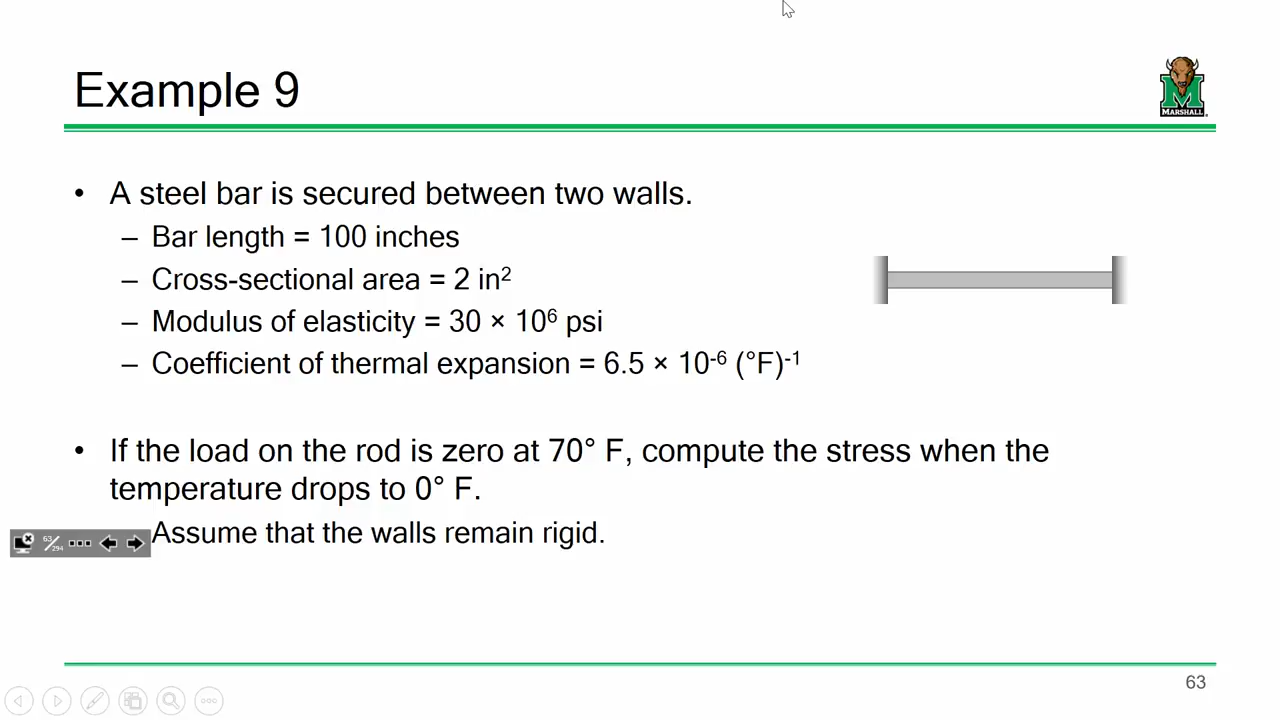 Example 9
MARSHALL
• A steel bar is secured between two walls.
– Bar length = 100 inches
– Cross-sectional area = 2 in²
– Modulus of elasticity = 30 × 10⁶ psi
– Coefficient of thermal expansion = 6.5 × 10⁻⁶ (°F)⁻¹
• If the load on the rod is zero at 70° F, compute the stress when the
temperature drops to 0° F.
Assume that the walls remain rigid.
63/294
63